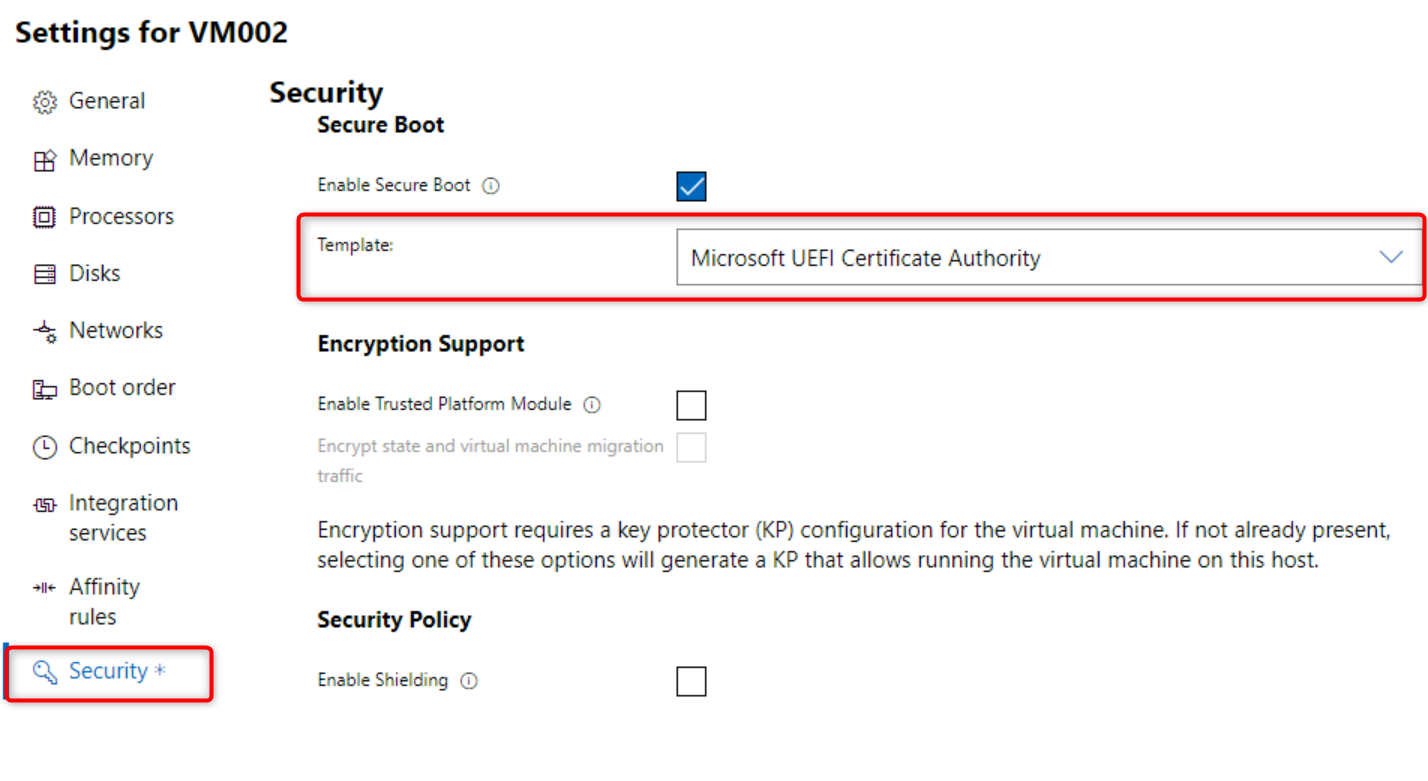 Settings for VM002
General
Memory
Processors
Disks
Networks
Boot order
Checkpoints
Integration
services
Affinity
rules
Security *
Security
Secure Boot
Enable Secure Boot
Template:
Microsoft UEFI Certificate Authority
Encryption Support
Enable Trusted Platform Module
Encrypt state and virtual machine migration
traffic
Encryption support requires a key protector (KP) configuration for the virtual machine. If not already present,
selecting one of these options will generate a KP that allows running the virtual machine on this host.
Security Policy
Enable Shielding